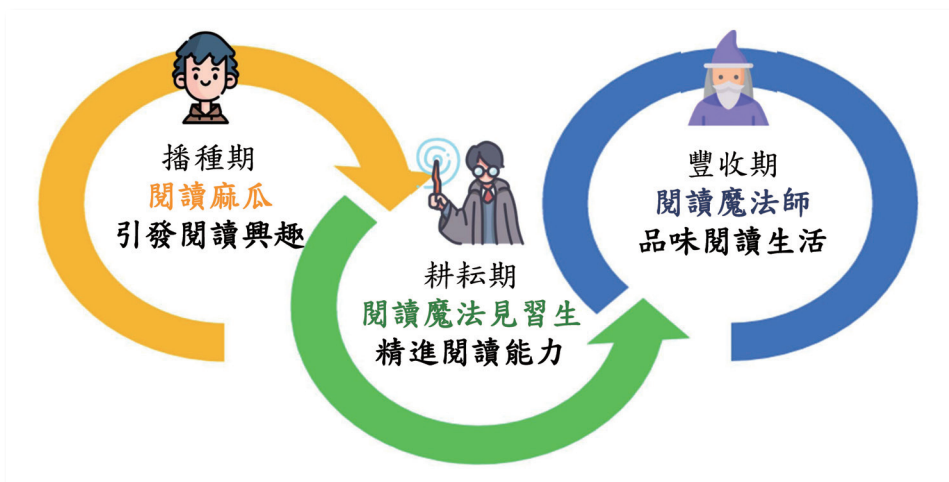 播種期
閱讀麻瓜
引發閱讀興趣
耕耘期
閱讀魔法見習生
精進閱讀能力
豐收期
閱讀魔法師
品味閱讀生活